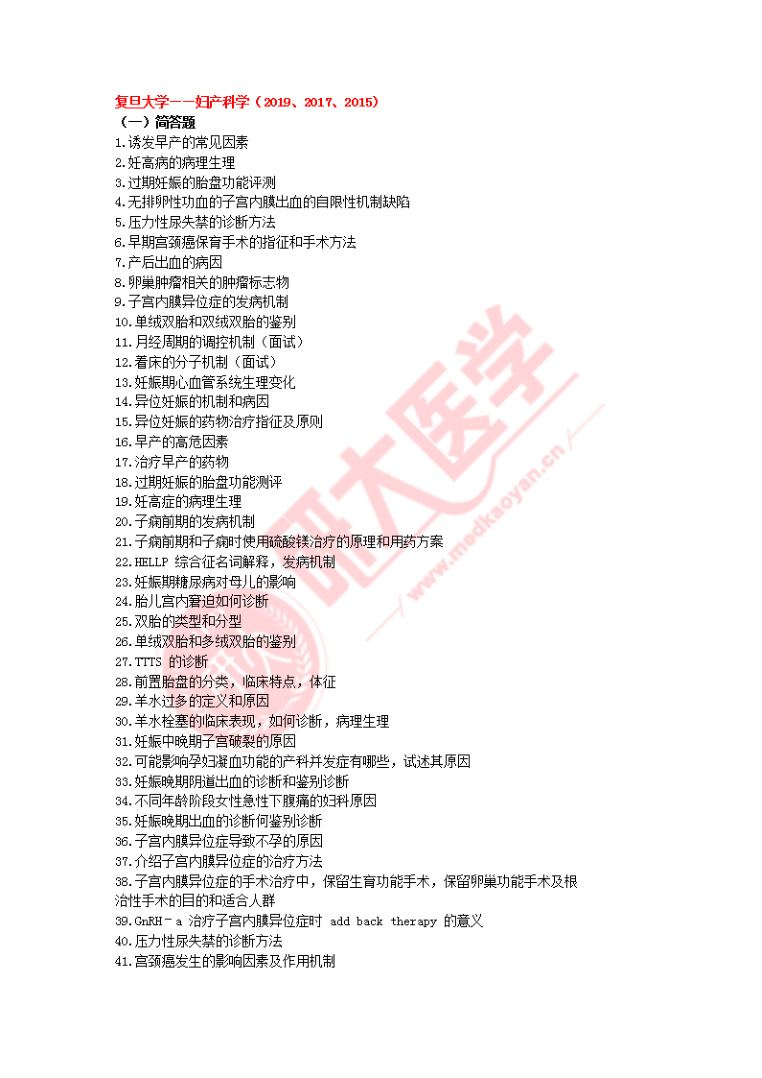 复旦大学——妇产科学（2019、2017、2015）
（一）简答题
1.诱发早产的常见因素
2.妊高病的病理生理
3.过期妊娠的胎盘功能评测
4.无排卵性功血的子宫内膜出血的自限性机制缺陷
5.压力性尿失禁的诊断方法
6.早期宫颈癌保育手术的指征和手术方法
7.产后出血的病因
8.卵巢肿瘤相关的肿瘤标志物
9.子宫内膜异位症的发病机制
10.单绒双胎和双绒双胎的鉴别
11.月经周期的调控机制（面试）
12.着床的分子机制（面试）
13.妊娠期心血管系统生理变化
14.异位妊娠的机制和病因
15.异位妊娠的药物治疗指征及原则
16.早产的高危因素
17.治疗早产的药物
18.过期妊娠的胎盘功能测评
19.妊高症的病理生理
20.子痫前期的发病机制
21.子痫前期和子痫时使用硫酸镁治疗的原理和用药方案
22.HELLP 综合征名词解释，发病机制
23.妊娠期糖尿病对母儿的影响
24.胎儿宫内窘迫如何诊断
25.双胎的类型和分型
26.单绒双胎和多绒双胎的鉴别
27.TTTS 的诊断
28.前置胎盘的分类，临床特点，体征
29.羊水过多的定义和原因
30.羊水栓塞的临床表现，如何诊断，病理生理
31.妊娠中晚期子宫破裂的原因
32.可能影响孕妇凝血功能的产科并发症有哪些，试述其原因
33.妊娠晚期阴道出血的诊断和鉴别诊断
34.不同年龄阶段女性急性下腹痛的妇科原因
35.妊娠晚期出血的诊断何鉴别诊断
36.子宫内膜异位症导致不孕的原因
37.介绍子宫内膜异位症的治疗方法
38.子宫内膜异位症的手术治疗中，保留生育功能手术，保留卵巢功能手术及根
治性手术的目的和适合人群
39.GnRH-a 治疗子宫内膜异位症时 add back therapy 的意义
40.压力性尿失禁的诊断方法
41.宫颈癌发生的影响因素及作用机制
研大医学
www.medkaoyan.cn